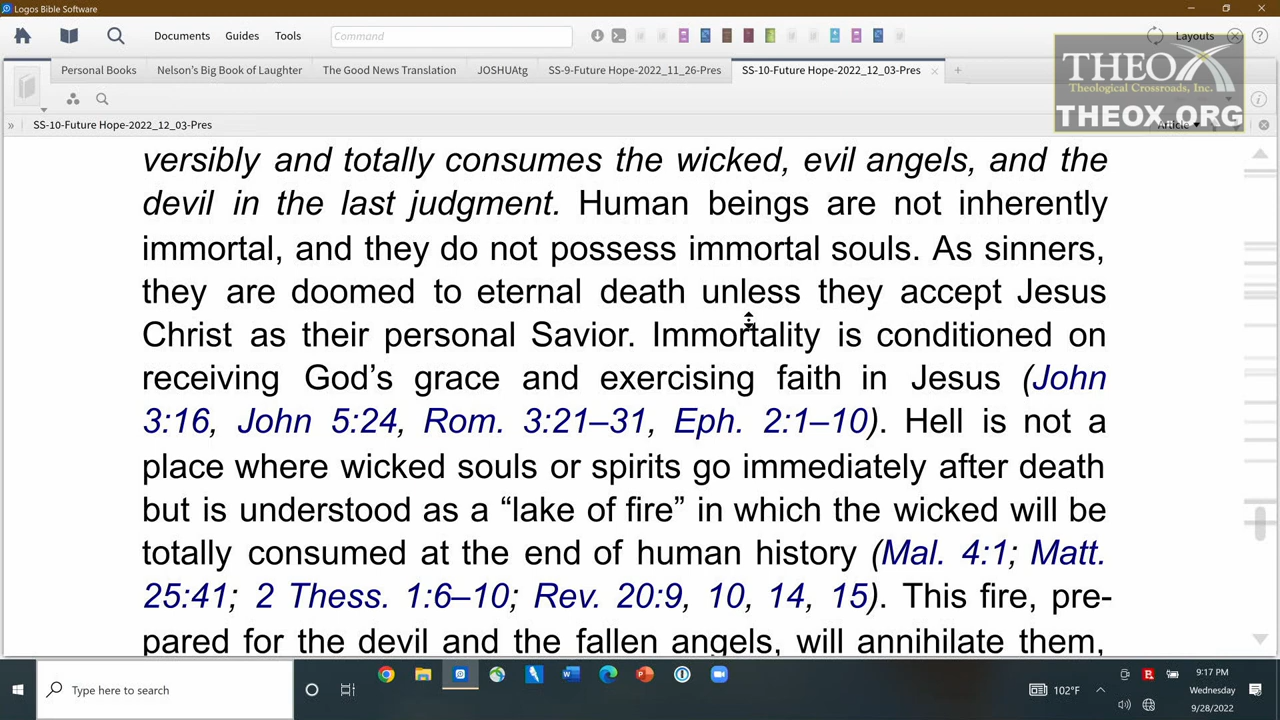 Logos Bible Software
Documents Guides Tools Command Layouts
THEOX
Theological Crossroads, Inc.
THEOX.ORG
Personal Books Nelson's Big Book of Laughter The Good News Translation JOSHUAtg SS-9-Future Hope-2022_11_26-Pres SS-10-Future Hope-2022_12_03-Pres
SS-10-Future Hope-2022_12_03-Pres Article
versibly and totally consumes the wicked, evil angels, and the
devil in the last judgment. Human beings are not inherently
immortal, and they do not possess immortal souls. As sinners,
they are doomed to eternal death unless they accept Jesus
Christ as their personal Savior. Immortality is conditioned on
receiving God’s grace and exercising faith in Jesus (John
3:16, John 5:24, Rom. 3:21–31, Eph. 2:1–10). Hell is not a
place where wicked souls or spirits go immediately after death
but is understood as a “lake of fire” in which the wicked will be
totally consumed at the end of human history (Mal. 4:1; Matt.
25:41; 2 Thess. 1:6–10; Rev. 20:9, 10, 14, 15). This fire, pre-
pared for the devil and the fallen angels, will annihilate them,
Type here to search
102°F
9:17 PM
Wednesday
9/28/2022